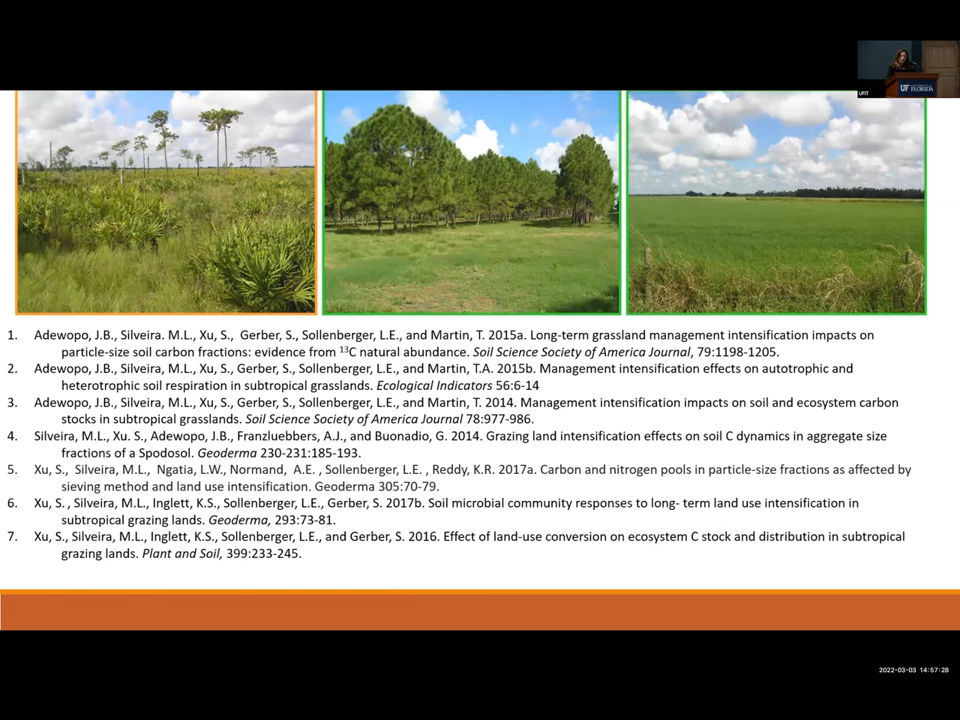 UF
FLORIDA
UFIT
1. Adewopo, J.B., Silveira. M.L., Xu, S., Gerber, S., Sollenberger, L.E., and Martin, T. 2015a. Long-term grassland management intensification impacts on
particle-size soil carbon fractions: evidence from ¹³C natural abundance. Soil Science Society of America Journal, 79:1198-1205.
2. Adewopo, J.B., Silveira, M.L., Xu, S., Gerber, S., Sollenberger, L.E., and Martin, T.A. 2015b. Management intensification effects on autotrophic and
heterotrophic soil respiration in subtropical grasslands. Ecological Indicators 56:6-14
3. Adewopo, J.B., Silveira, M.L., Xu, S., Gerber, S., Sollenberger, L.E., and Martin, T. 2014. Management intensification impacts on soil and ecosystem carbon
stocks in subtropical grasslands. Soil Science Society of America Journal 78:977-986.
4. Silveira, M.L., Xu. S., Adewopo, J.B., Franzluebbers, A.J., and Buonadio, G. 2014. Grazing land intensification effects on soil C dynamics in aggregate size
fractions of a Spodosol. Geoderma 230-231:185-193.
5. Xu, S., Silveira, M.L., Ngatia, L.W., Normand, A.E. , Sollenberger, L.E. , Reddy, K.R. 2017a. Carbon and nitrogen pools in particle-size fractions as affected by
sieving method and land use intensification. Geoderma 305:70-79.
6. Xu, S. , Silveira, M.L., Inglett, K.S., Sollenberger, L.E., Gerber, S. 2017b. Soil microbial community responses to long- term land use intensification in
subtropical grazing lands. Geoderma, 293:73-81.
7. Xu, S., Silveira, M.L., Inglett, K.S., Sollenberger, L.E., and Gerber, S. 2016. Effect of land-use conversion on ecosystem C stock and distribution in subtropical
grazing lands. Plant and Soil, 399:233-245.
2022-03-03 14:57:28